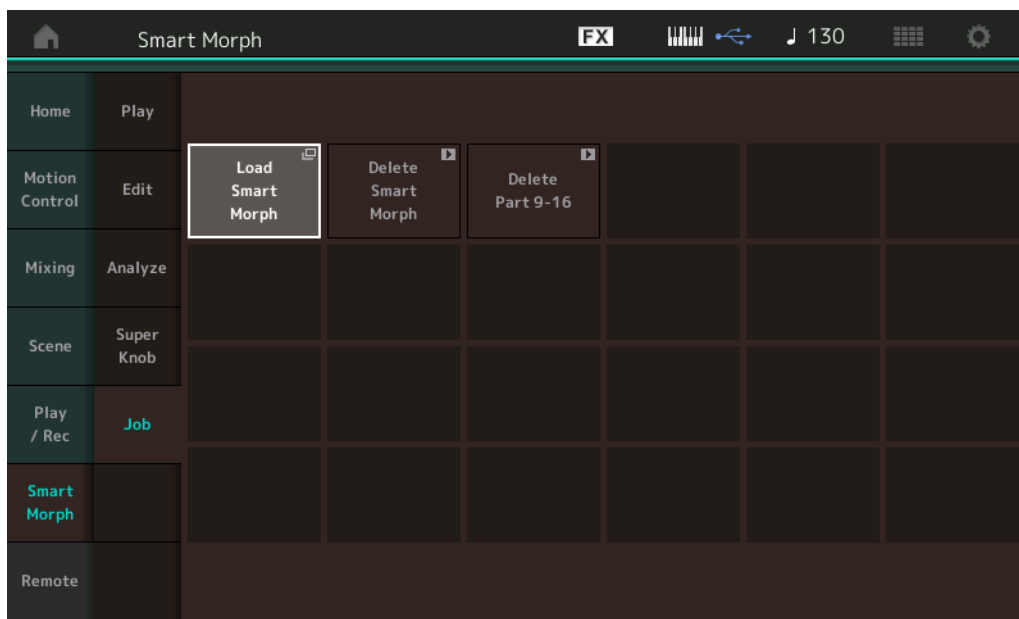 Smart Morph
FX
♩ 130
Home
Play
Motion
Control
Edit
Mixing
Analyze
Scene
Super
Knob
Play
/ Rec
Job
Smart
Morph
Remote
Load
Smart
Morph
Delete
Smart
Morph
Delete
Part 9-16